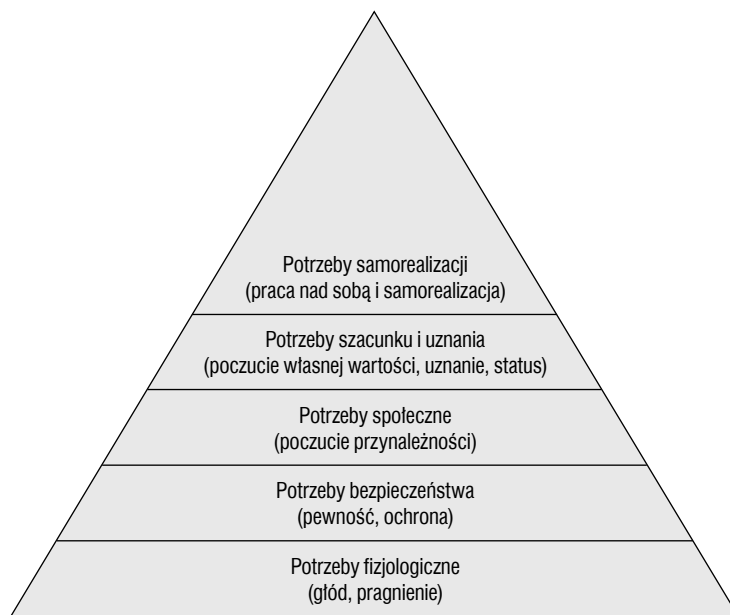 Potrzeby samorealizacji
(praca nad sobą i samorealizacja)
Potrzeby szacunku i uznania
(poczucie własnej wartości, uznanie, status)
Potrzeby społeczne
(poczucie przynależności)
Potrzeby bezpieczeństwa
(pewność, ochrona)
Potrzeby fizjologiczne
(głód, pragnienie)